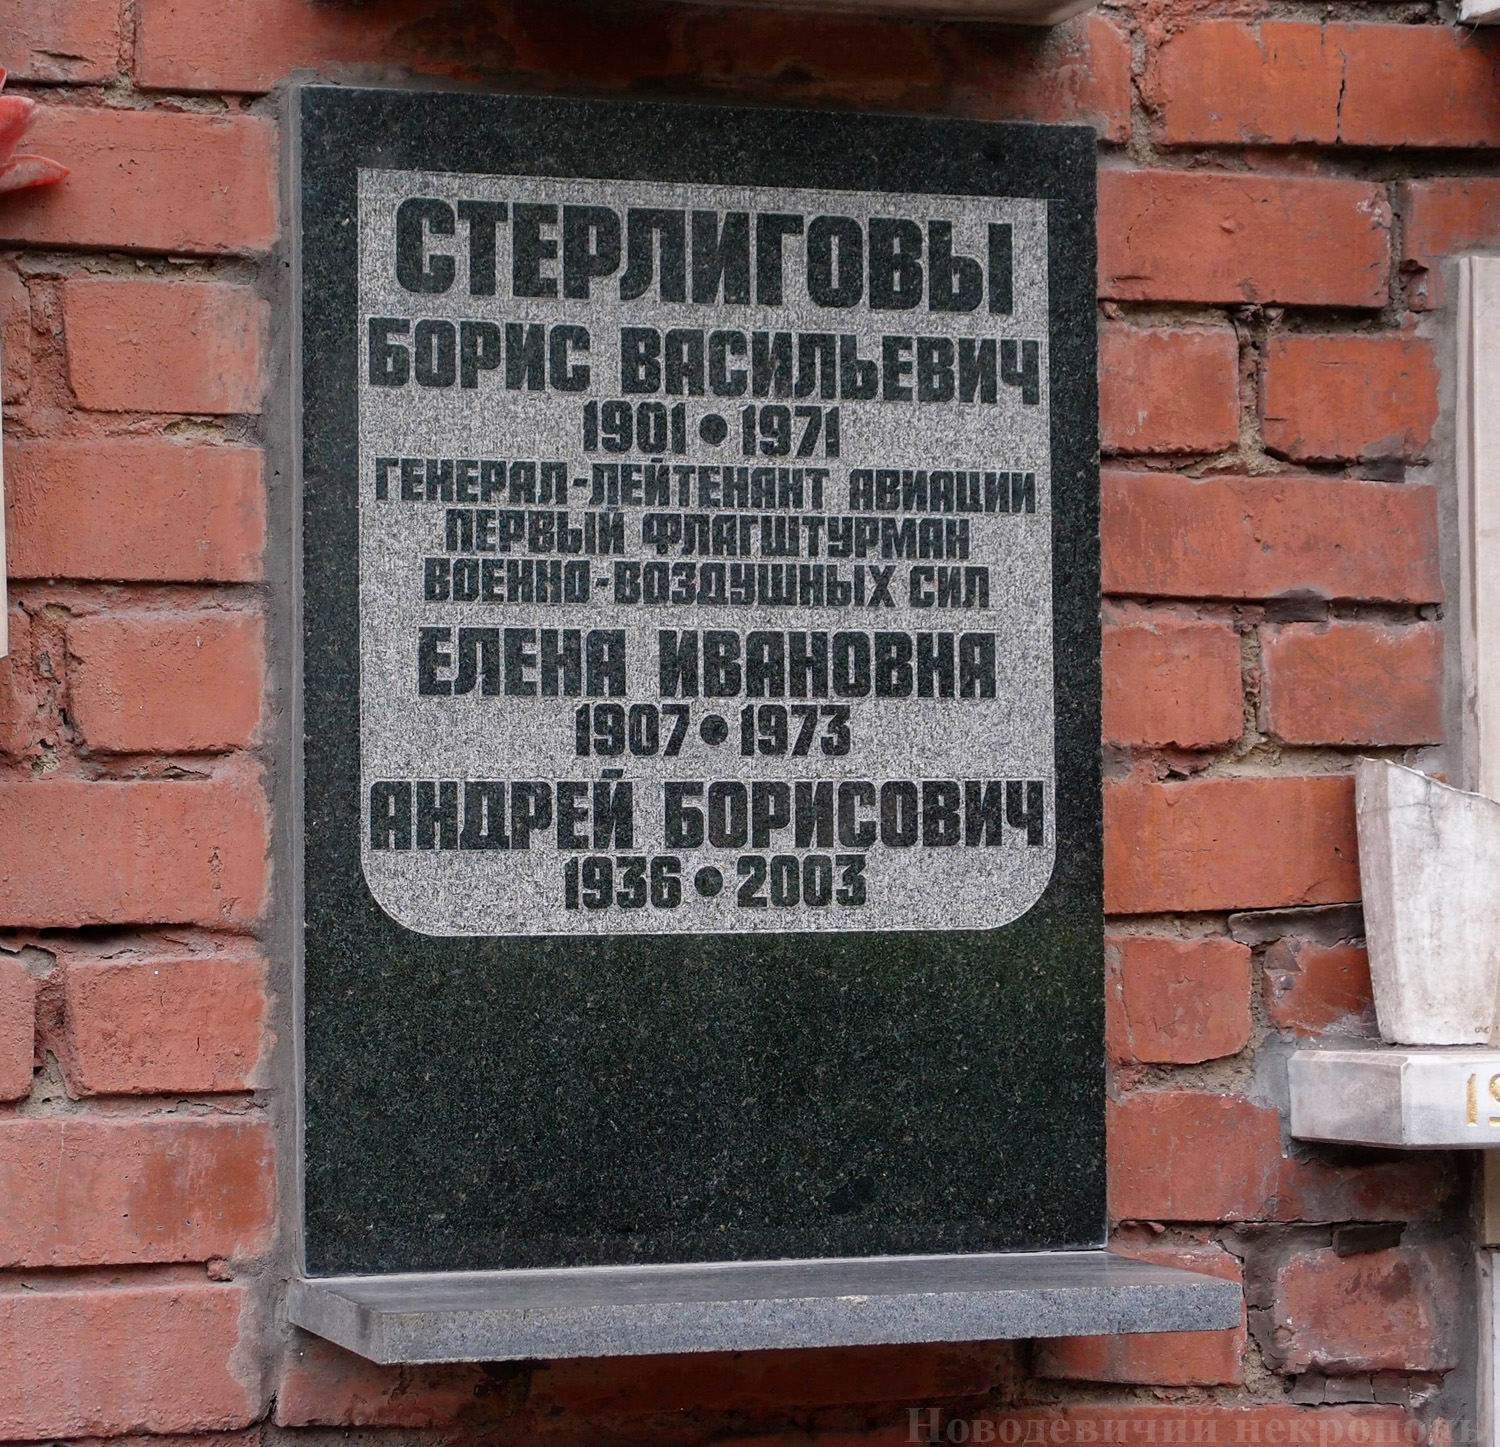 СТЕРЛИГОВЫ
БОРИС ВАСИЛЬЕВИЧ
1901 • 1971
ГЕНЕРАЛ-ЛЕЙТЕНАНТ АВИАЦИИ
ПЕРВЫЙ ФЛАГШТУРМАН
ВОЕННО-ВОЗДУШНЫХ СИЛ
ЕЛЕНА ИВАНОВНА
1907 • 1973
АНДРЕЙ БОРИСОВИЧ
1936 • 2003
19
Новодевичий некрополь